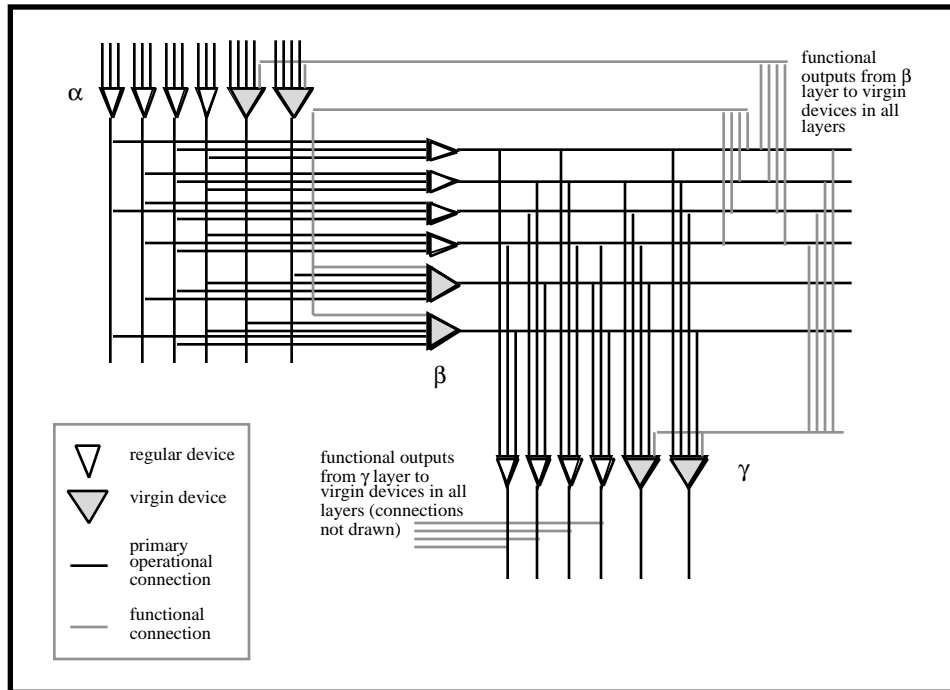 α
functional
outputs from β
layer to virgin
devices in all
layers
β
γ
functional outputs
from γ layer to
virgin devices in all
layers (connections
not drawn)
regular device
virgin device
primary
operational
connection
functional
connection